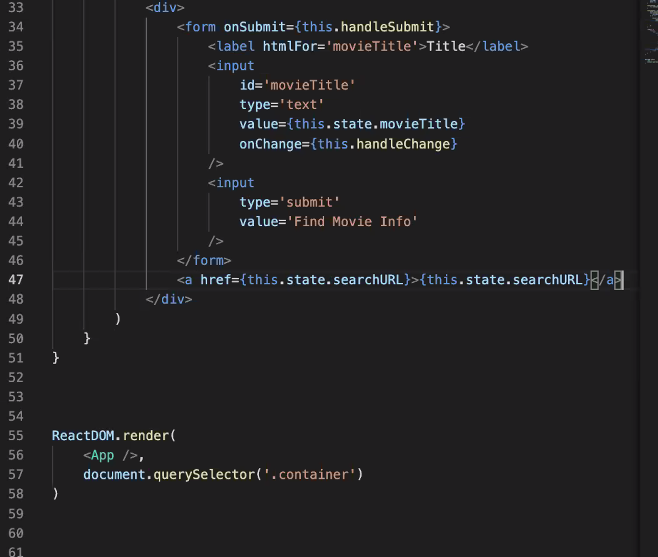 33 <div>
34 <form onSubmit={this.handleSubmit}>
35 <label htmlFor='movieTitle'>Title</label>
36 <input
37 id='movieTitle'
38 type='text'
39 value={this.state.movieTitle}
40 onChange={this.handleChange}
41 />
42 <input
43 type='submit'
44 value='Find Movie Info'
45 />
46 </form>
47 <a href={this.state.searchURL}>{this.state.searchURL}</a>
48 </div>
49 )
50 }
51 }
52
53
54
55 ReactDOM.render(
56 <App />,
57 document.querySelector('.container')
58 )
59
60
61